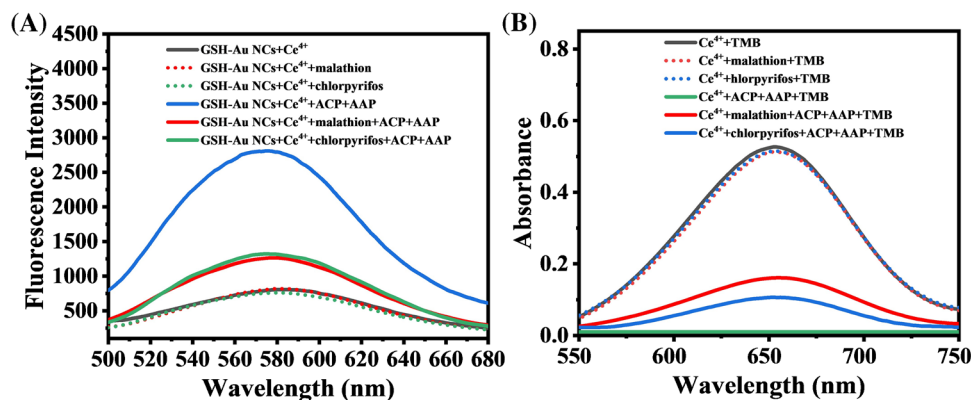 (A)
Fluorescence Intensity
4500
4000
3500
3000
2500
2000
1500
1000
500
GSH-Au NCs+Ce⁴⁺
GSH-Au NCs+Ce⁴⁺+malathion
GSH-Au NCs+Ce⁴⁺+chlorpyrifos
GSH-Au NCs+Ce⁴⁺+ACP+AAP
GSH-Au NCs+Ce⁴⁺+malathion+ACP+AAP
GSH-Au NCs+Ce⁴⁺+chlorpyrifos+ACP+AAP
500 520 540 560 580 600 620 640 660 680
Wavelength (nm)
(B)
Absorbance
0.8
0.6
0.4
0.2
0.0
Ce⁴⁺+TMB
Ce⁴⁺+malathion+TMB
Ce⁴⁺+hlorpyrifos+TMB
Ce⁴⁺+ACP+AAP+TMB
Ce⁴⁺+malathion+ACP+AAP+TMB
Ce⁴⁺+chlorpyrifos+ACP+AAP+TMB
550 600 650 700 750
Wavelength (nm)